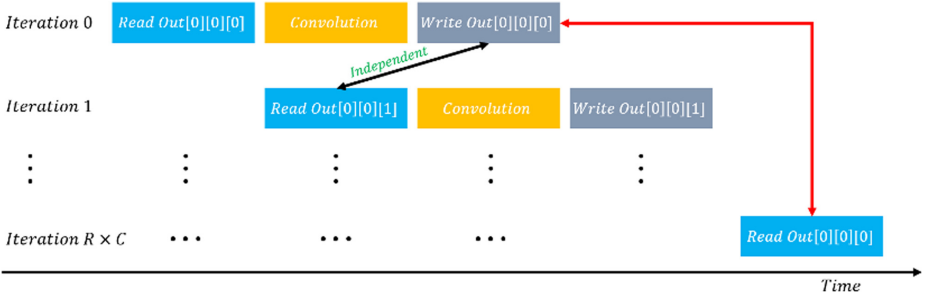 Iteration 0 Read Out[0][0][0] Convolution Write Out[0][0][0]
Independent
Iteration 1 Read Out[0][0][1] Convolution Write Out[0][0][1]
Iteration R × C Read Out[0][0][0]
Time